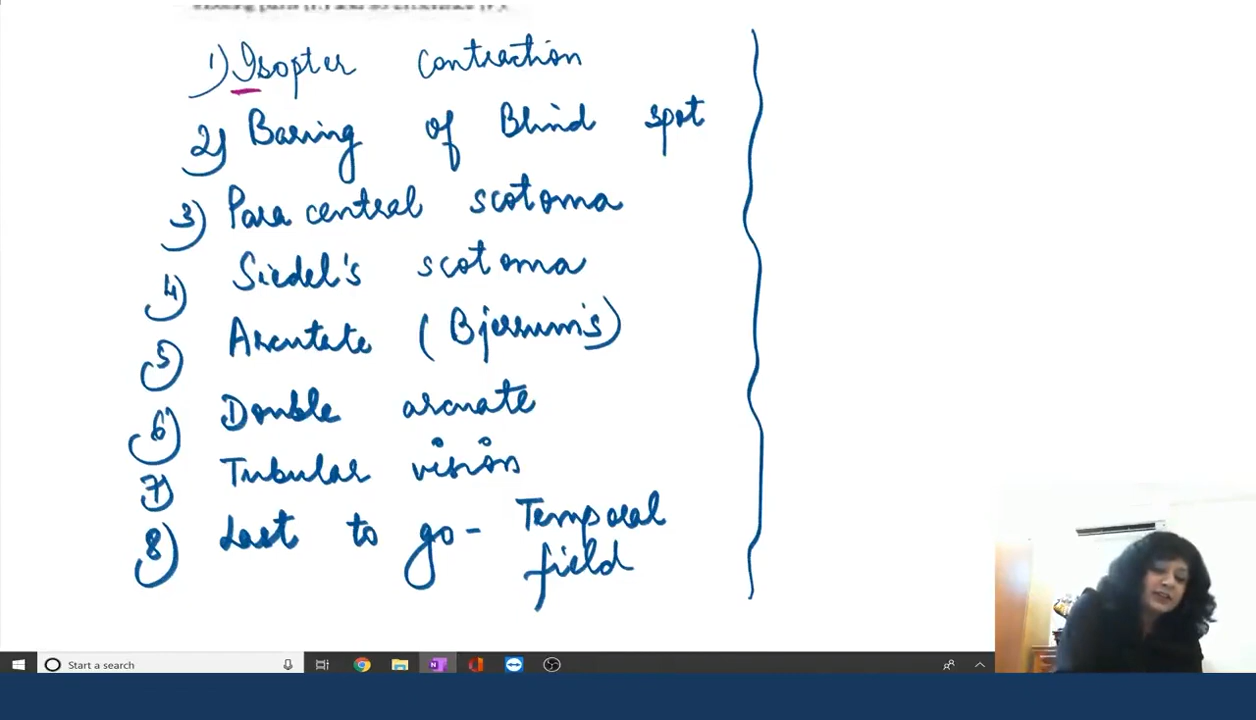 1) Isopter contraction
2) Baring of Blind spot
3) Para central scotoma
4) Siedel's scotoma
5) Arcutete (Bjerrum's)
6) Double arcuate
7) Tubular vision
8) Last to go - Temporal
field
Start a search